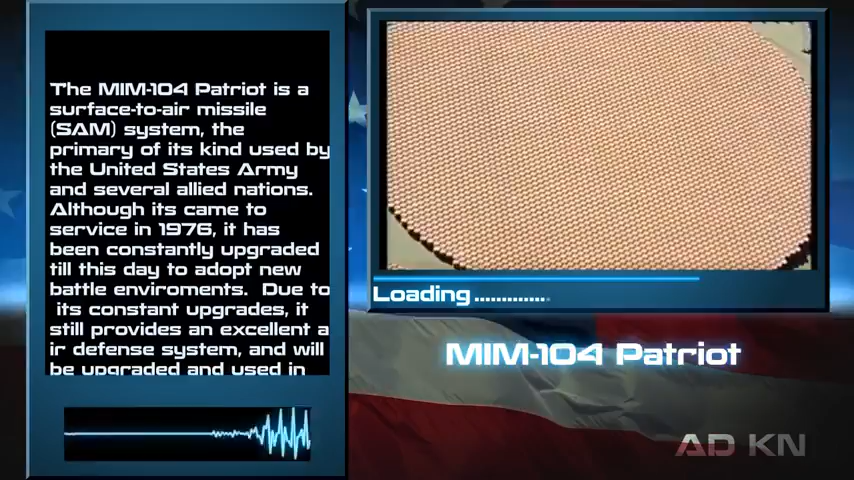 The MIM-104 Patriot is a
surface-to-air missile
(SAM) system, the
primary of its kind used by
the United States Army
and several allied nations.
Although its came to
service in 1976, it has
been constantly upgraded
till this day to adopt new
battle enviroments. Due to
its constant upgrades, it
still provides an excellent a
ir defense system, and will
be upgraded and used in
Loading.............
MIM-104 Patriot
AD KN